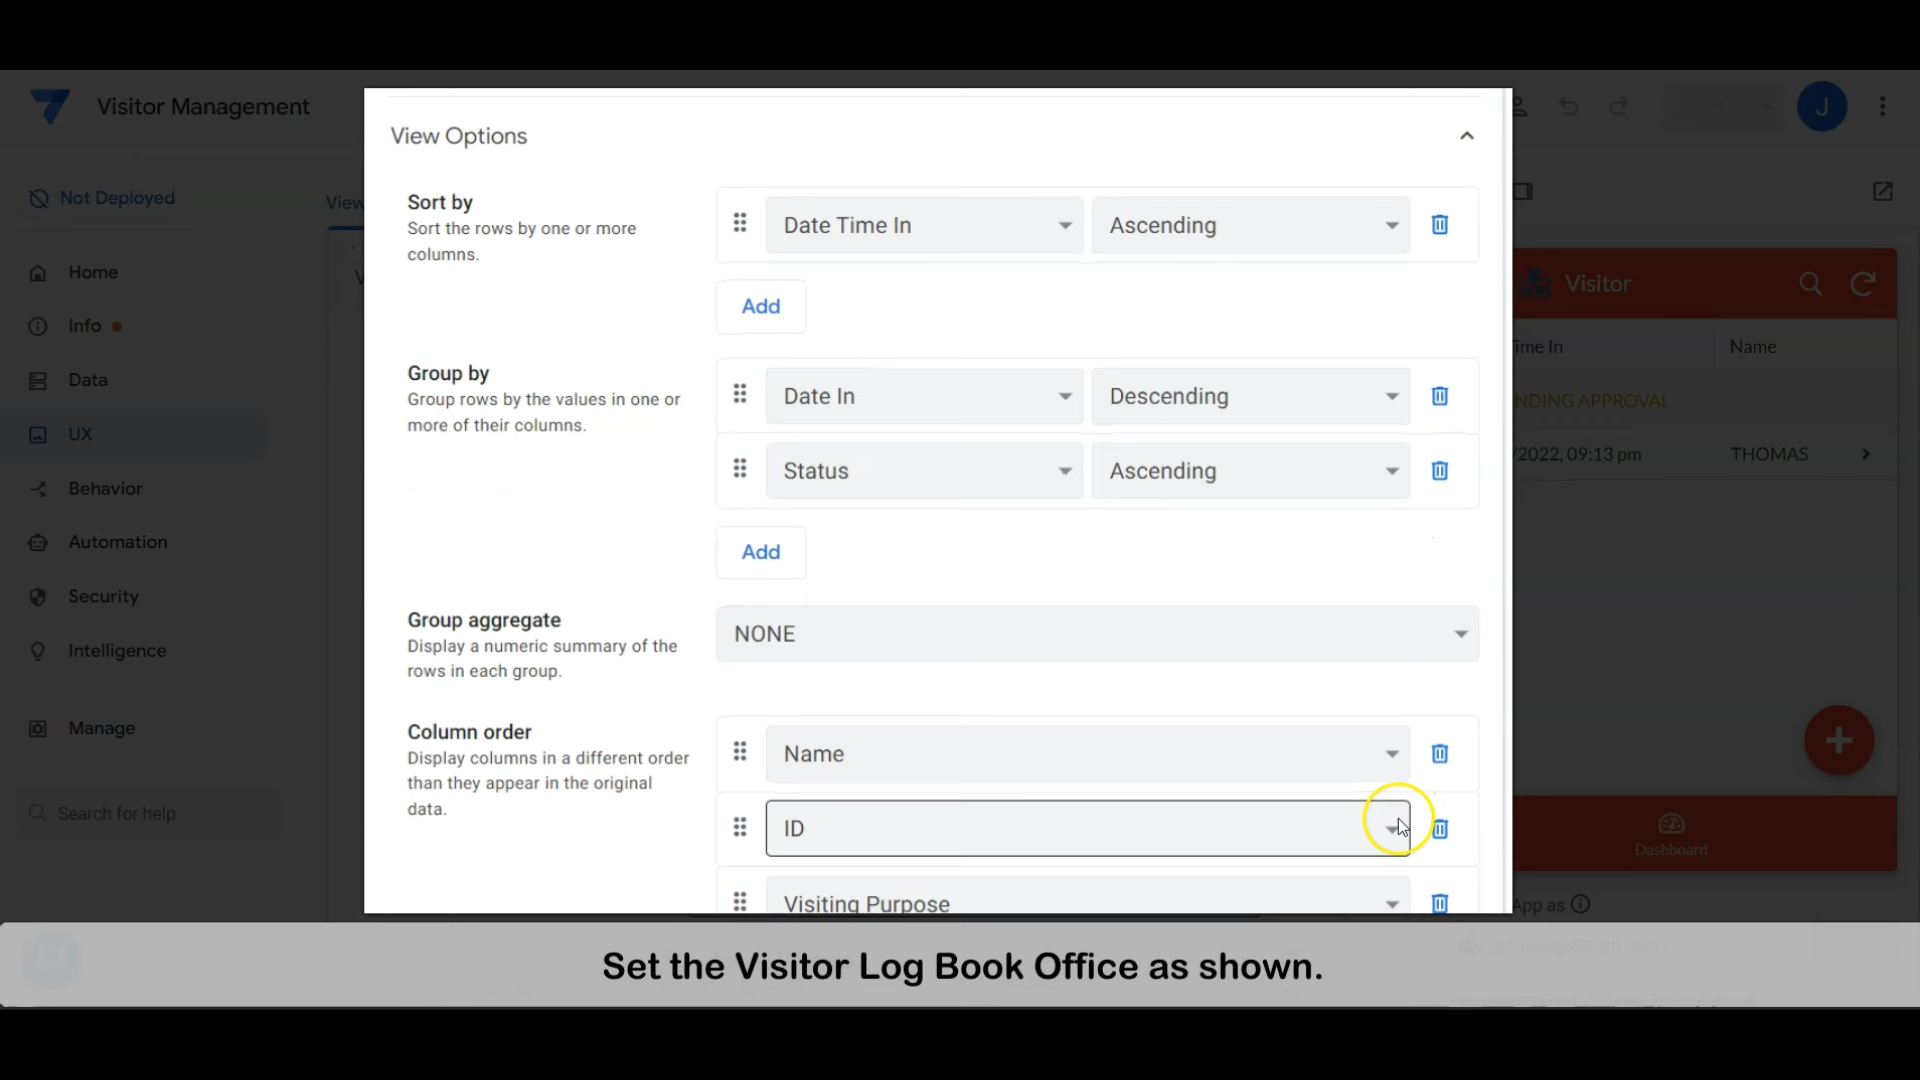 Visitor Management
J
Not Deployed
View
Home
Info
Data
UX
Behavior
Automation
Security
Intelligence
Manage
Search for help
View Options
Sort by
Sort the rows by one or more
columns.
Date Time In
Ascending
Add
Group by
Group rows by the values in one or
more of their columns.
Date In
Descending
Status
Ascending
Add
Group aggregate
Display a numeric summary of the
rows in each group.
NONE
Column order
Display columns in a different order
than they appear in the original
data.
Name
ID
Visiting Purpose
Visitor
Time In
Name
NDING APPROVAL
/2022, 09:13 pm
THOMAS
Dashboard
App as
Set the Visitor Log Book Office as shown.